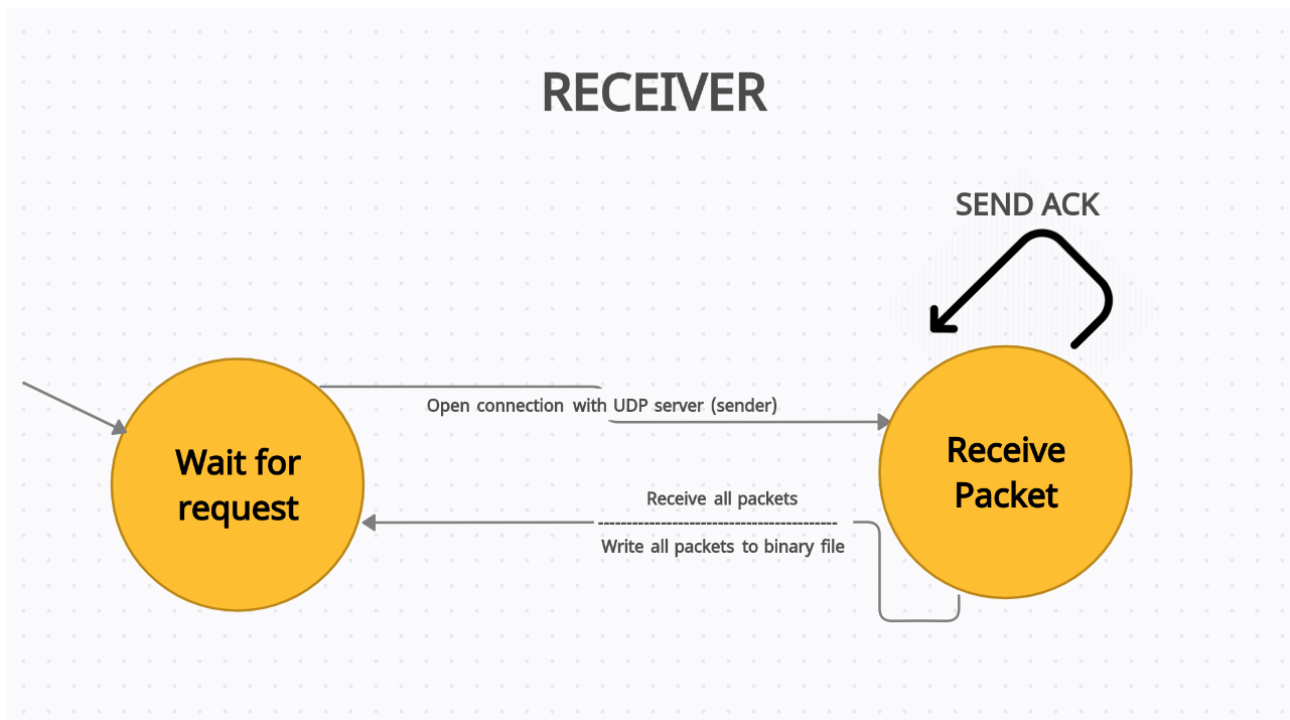 RECEIVER
SEND ACK
Open connection with UDP server (sender)
Wait for
request
Receive
Packet
Receive all packets
Write all packets to binary file